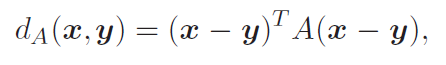 d_A(x, y) = (x − y)^T A(x − y),